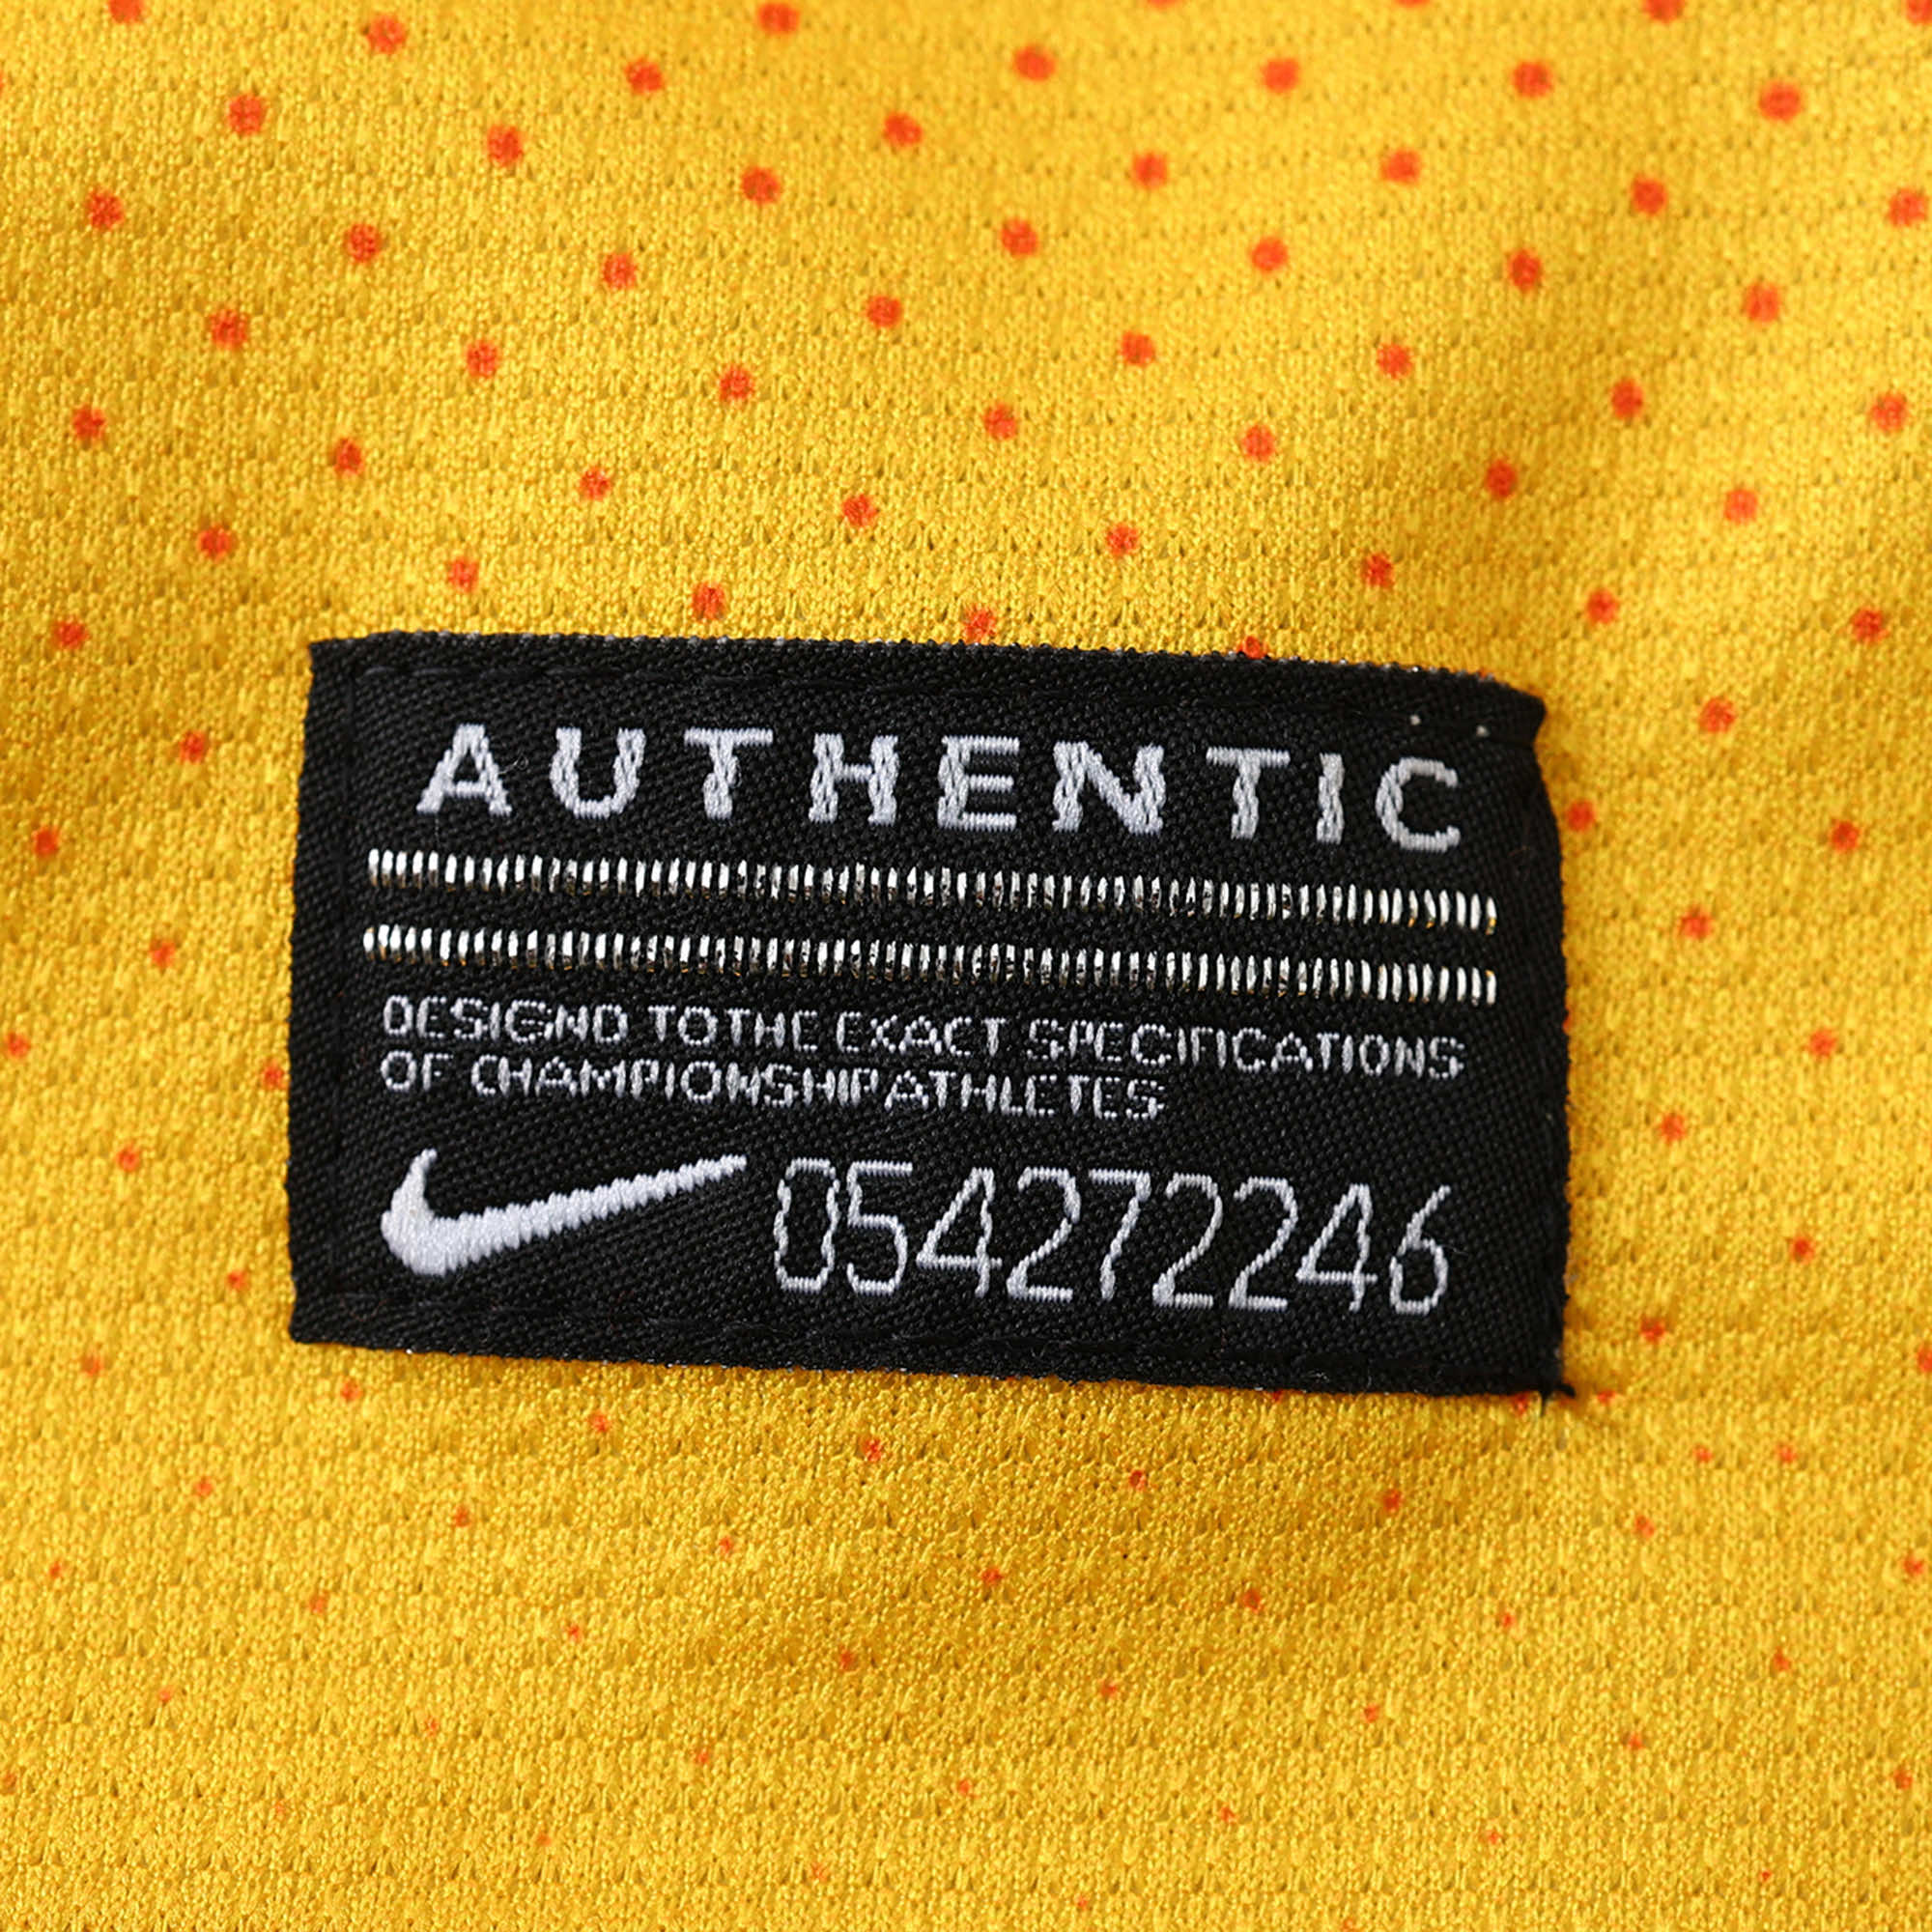 AUTHENTIC
DESIGND TO THE EXACT SPECIFICATIONS
OF CHAMPIONSHIP ATHLETES
054272246